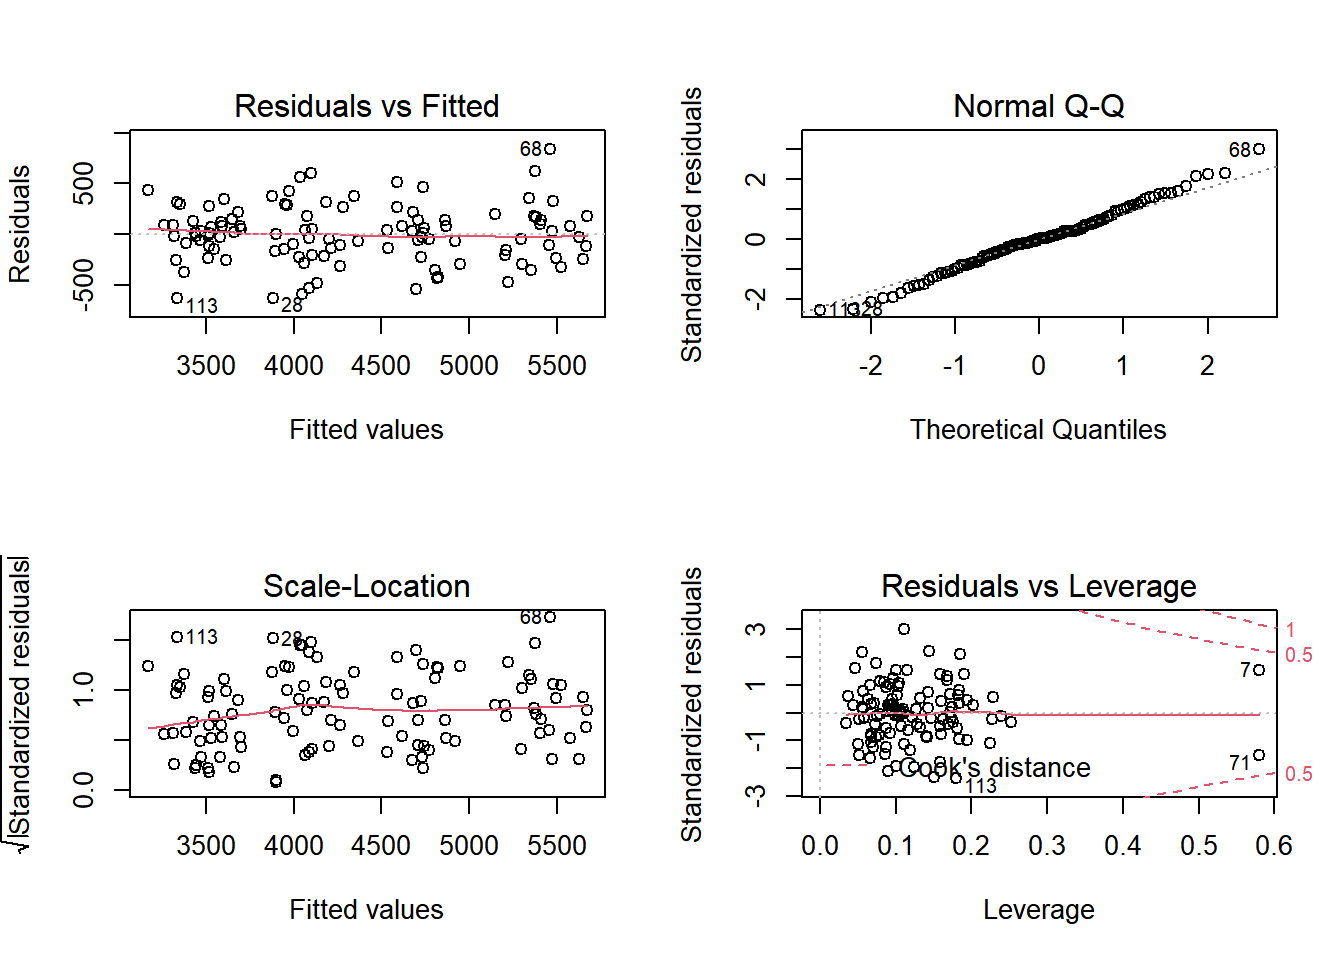 Residuals vs Fitted
Residuals
500
-500
68
113
28
3500 4000 4500 5000 5500
Fitted values
Normal Q-Q
Standardized residuals
2
0
-2
68
113
28
-2 -1 0 1 2
Theoretical Quantiles
Scale-Location
√|Standardized residuals|
1.0
0.0
68
113
28
3500 4000 4500 5000 5500
Fitted values
Residuals vs Leverage
Standardized residuals
3
1
-1
-3
1
0.5
7
71
0.5
Cook's distance
113
0.0 0.1 0.2 0.3 0.4 0.5 0.6
Leverage